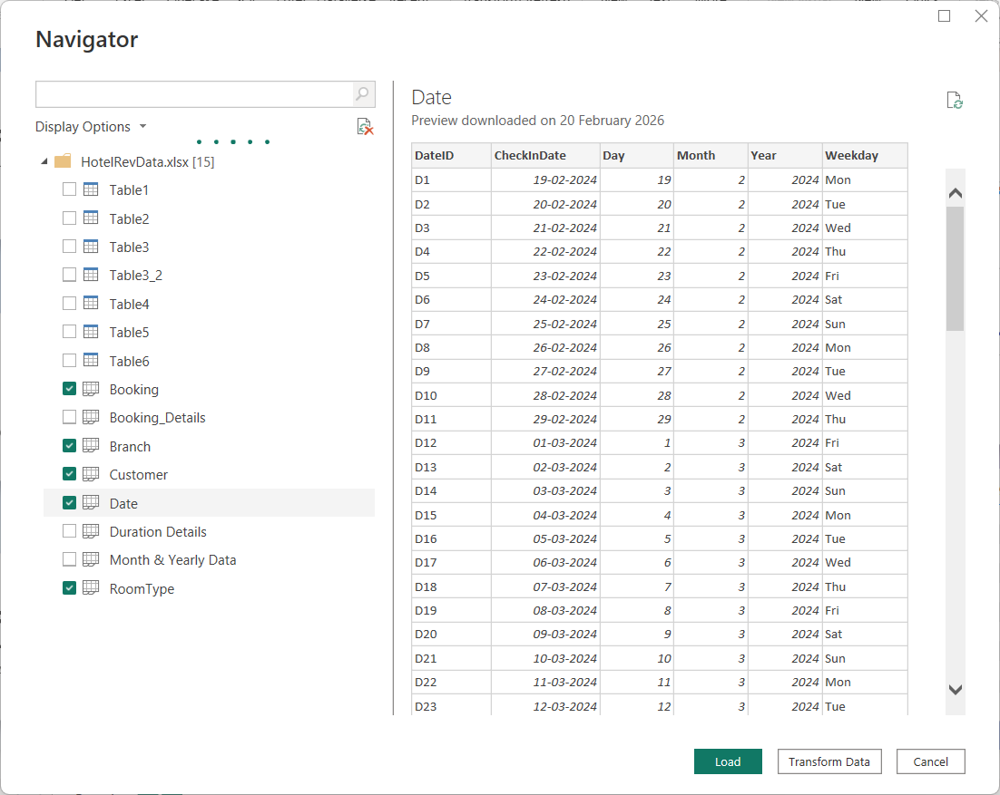 Navigator
Display Options
HotelRevData.xlsx [15]
Table1
Table2
Table3
Table3_2
Table4
Table5
Table6
Booking
Booking_Details
Branch
Customer
Date
Duration Details
Month & Yearly Data
RoomType
Date
Preview downloaded on 20 February 2026
DateID CheckInDate Day Month Year Weekday
D1 19-02-2024 19 2 2024 Mon
D2 20-02-2024 20 2 2024 Tue
D3 21-02-2024 21 2 2024 Wed
D4 22-02-2024 22 2 2024 Thu
D5 23-02-2024 23 2 2024 Fri
D6 24-02-2024 24 2 2024 Sat
D7 25-02-2024 25 2 2024 Sun
D8 26-02-2024 26 2 2024 Mon
D9 27-02-2024 27 2 2024 Tue
D10 28-02-2024 28 2 2024 Wed
D11 29-02-2024 29 2 2024 Thu
D12 01-03-2024 1 3 2024 Fri
D13 02-03-2024 2 3 2024 Sat
D14 03-03-2024 3 3 2024 Sun
D15 04-03-2024 4 3 2024 Mon
D16 05-03-2024 5 3 2024 Tue
D17 06-03-2024 6 3 2024 Wed
D18 07-03-2024 7 3 2024 Thu
D19 08-03-2024 8 3 2024 Fri
D20 09-03-2024 9 3 2024 Sat
D21 10-03-2024 10 3 2024 Sun
D22 11-03-2024 11 3 2024 Mon
D23 12-03-2024 12 3 2024 Tue
Load Transform Data Cancel